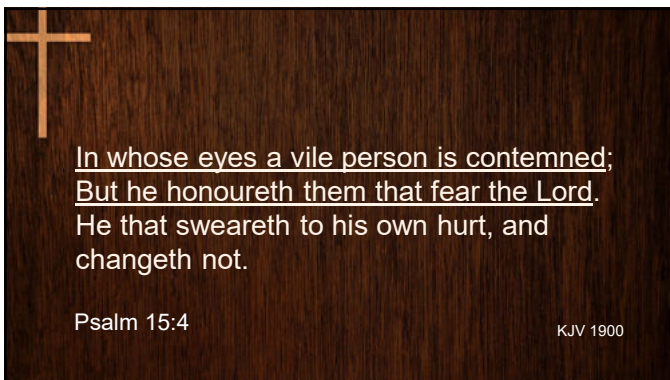 In whose eyes a vile person is contemned;
But he honoureth them that fear the Lord.
He that sweareth to his own hurt, and
changeth not.
Psalm 15:4
KJV 1900